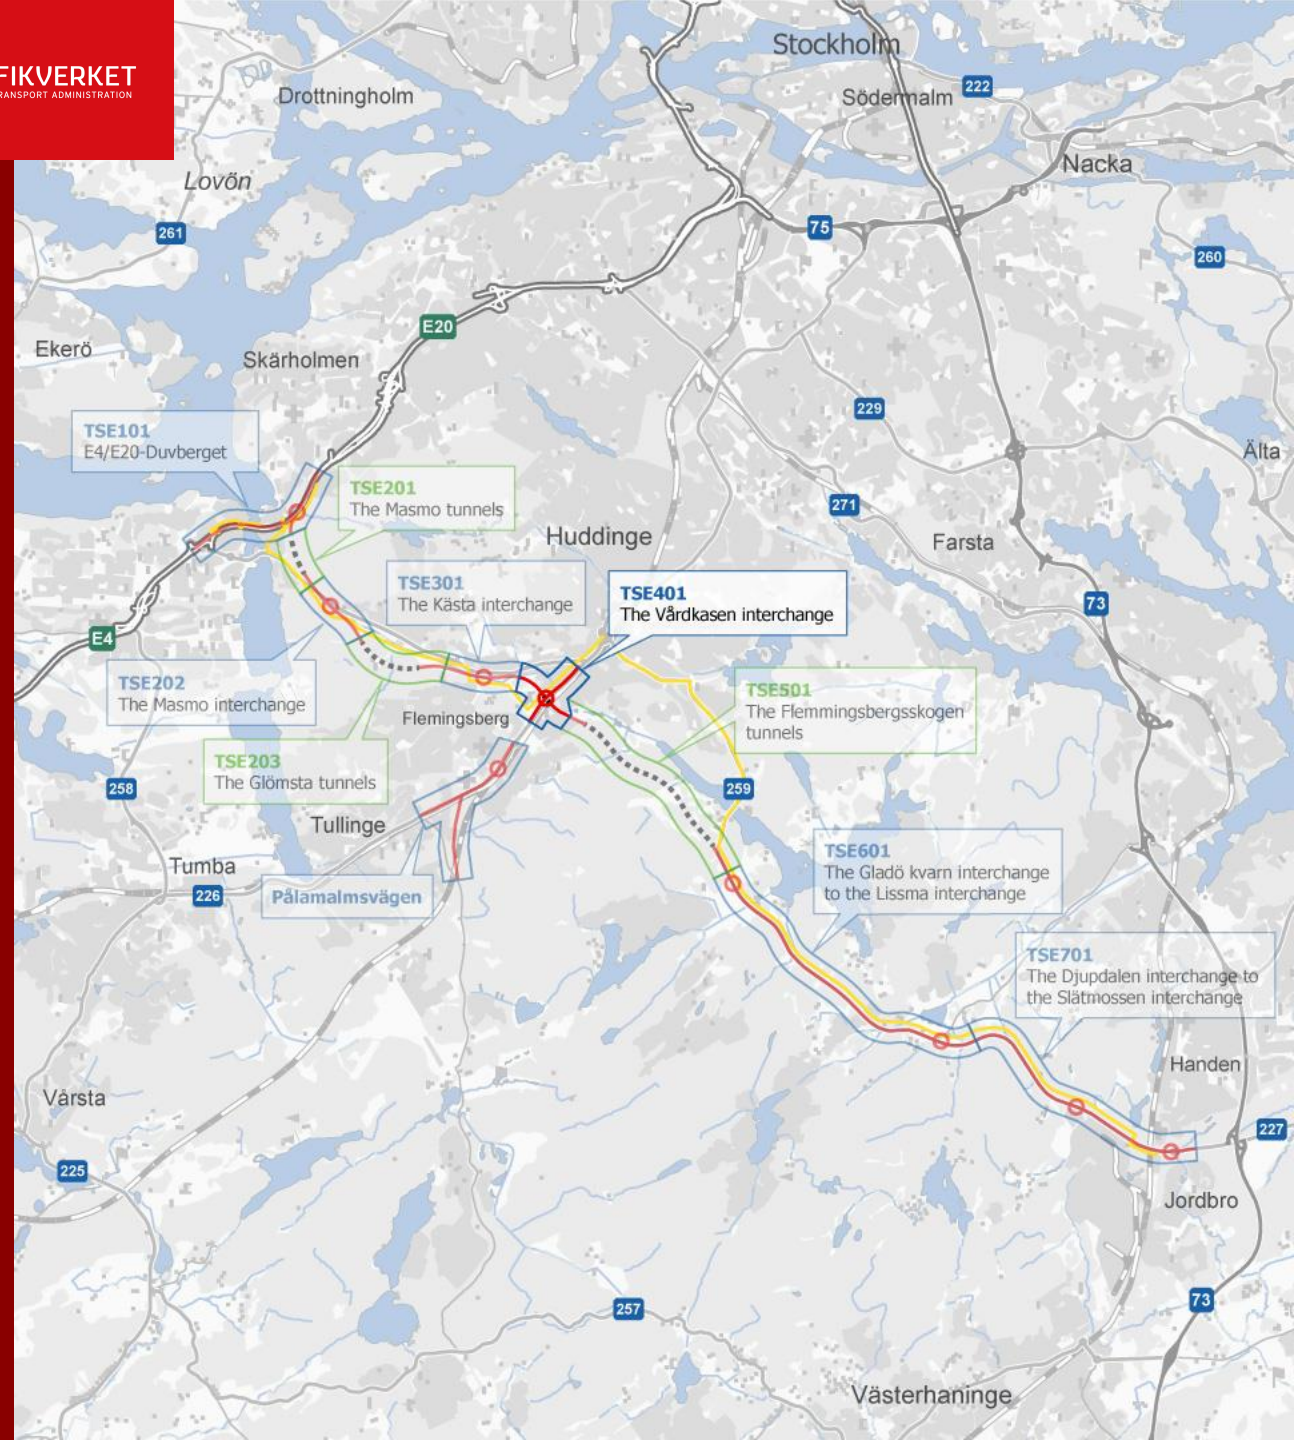 FIKVERKET
RANSPORT ADMINISTRATION
Stockholm
Drottningholm
Södermalm
222
Nacka
Lovön
261
75
260
E20
Ekerö
Skärholmen
229
TSE101
E4/E20-Duvberget
Älta
TSE201
The Masmo tunnels
271
Huddinge
Farsta
TSE301
The Kästa interchange
TSE401
The Vårdkasen interchange
73
E4
TSE202
The Masmo interchange
TSE501
The Flemmingsbergsskogen
tunnels
Flemingsberg
TSE203
The Glömsta tunnels
258
259
Tullinge
TSE601
The Gladö kvarn interchange
to the Lissma interchange
Tumba
226
Pålamalmsvägen
TSE701
The Djupdalen interchange to
the Slätmossen interchange
Handen
Vårsta
227
225
Jordbro
257
73
Västerhaninge